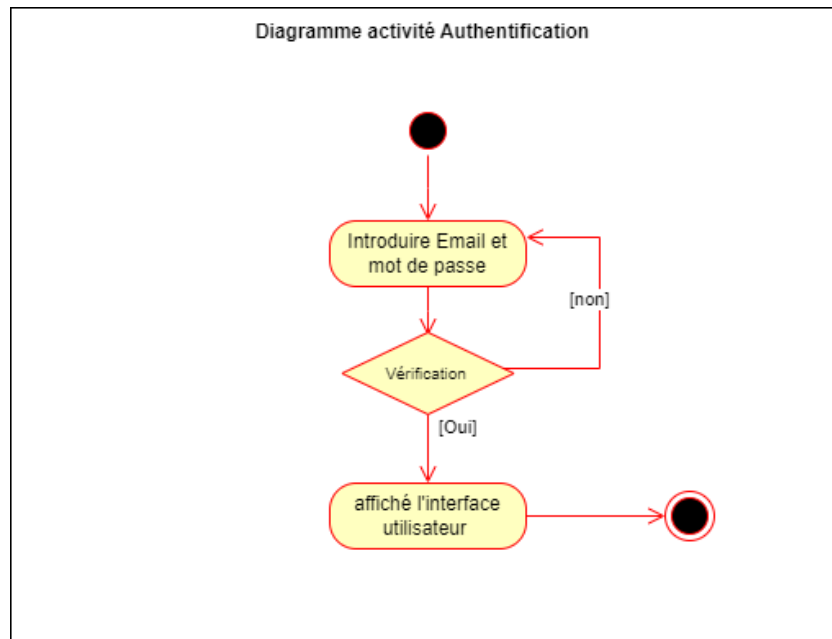 Diagramme activité Authentification
Introduire Email et
mot de passe
[non]
Vérification
[Oui]
affiché l'interface
utilisateur